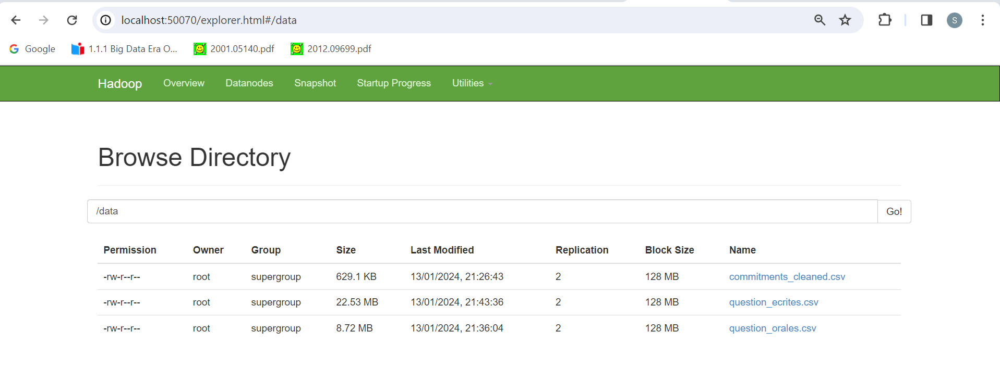 localhost:50070/explorer.html#/data
S
Google 1.1.1 Big Data Era O... 2001.05140.pdf 2012.09699.pdf
Hadoop Overview Datanodes Snapshot Startup Progress Utilities
Browse Directory
/data Go!
Permission Owner Group Size Last Modified Replication Block Size Name
-rw-r--r-- root supergroup 629.1 KB 13/01/2024, 21:26:43 2 128 MB commitments_cleaned.csv
-rw-r--r-- root supergroup 22.53 MB 13/01/2024, 21:43:36 2 128 MB question_ecrites.csv
-rw-r--r-- root supergroup 8.72 MB 13/01/2024, 21:36:04 2 128 MB question_orales.csv